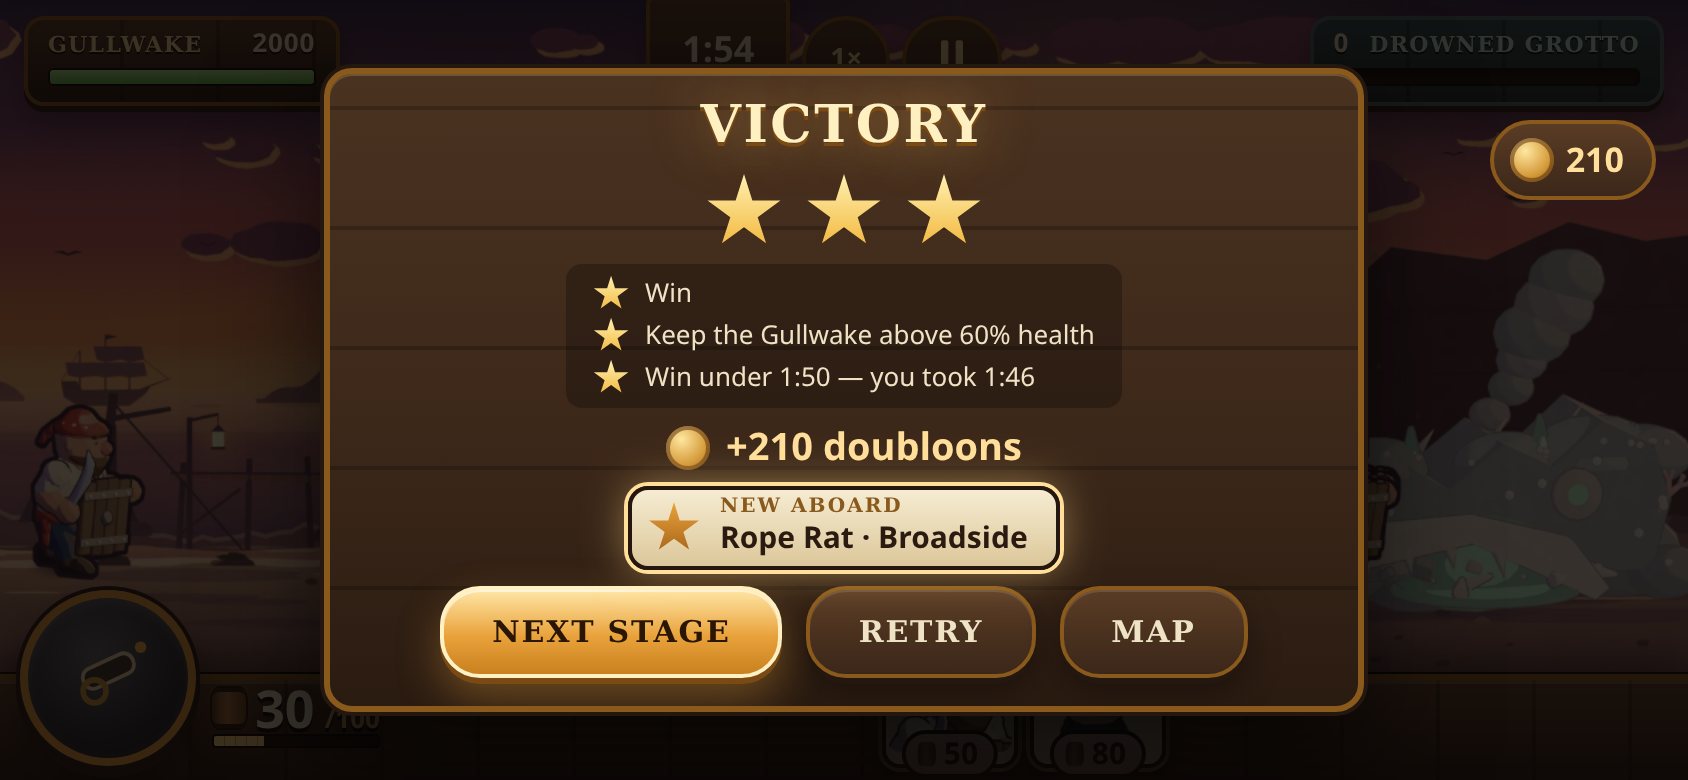 GULLWAKE 2000
1:54
1×
0 DROWNED GROTTO
210
VICTORY
Win
Keep the Gullwake above 60% health
Win under 1:50 — you took 1:46
+210 doubloons
NEW ABOARD
Rope Rat · Broadside
NEXT STAGE
RETRY
MAP
30 /100
50
80